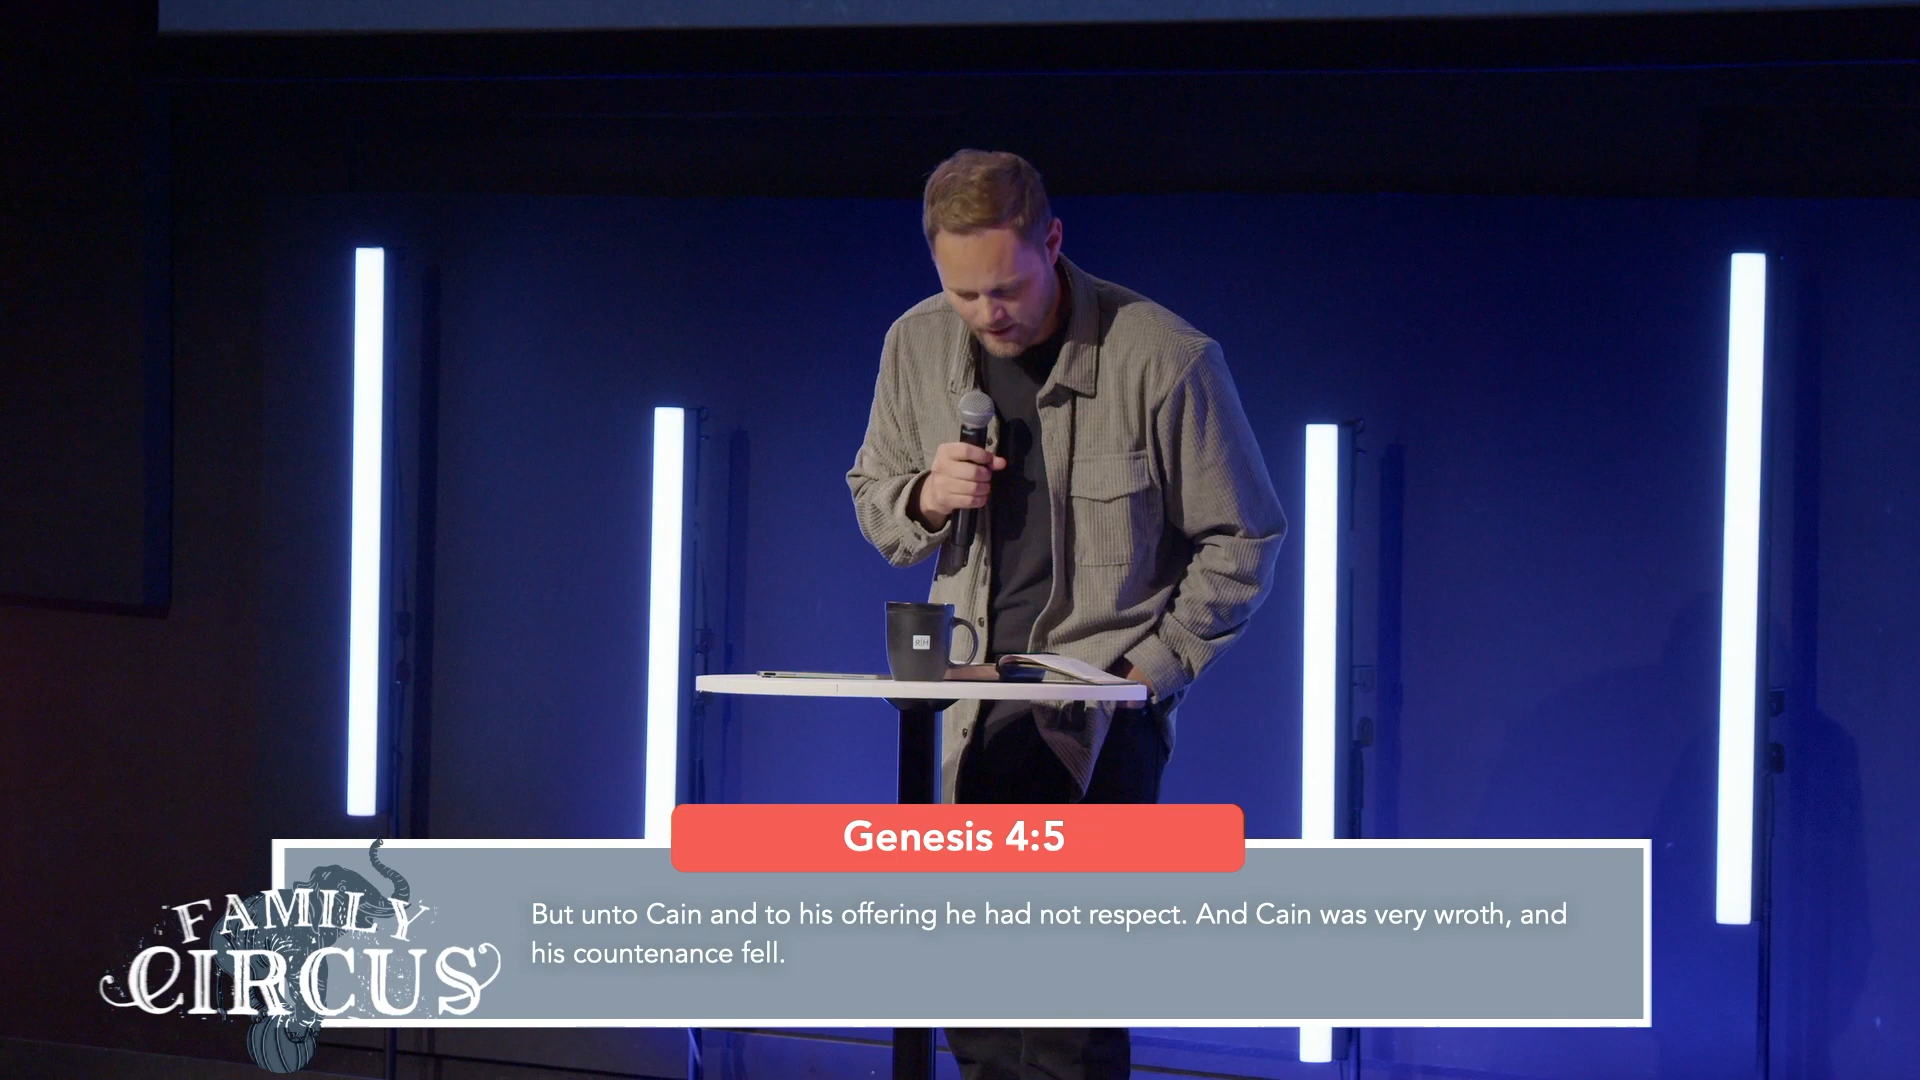 Genesis 4:5
But unto Cain and to his offering he had not respect. And Cain was very wroth, and
his countenance fell.
FAMILY
CIRCUS